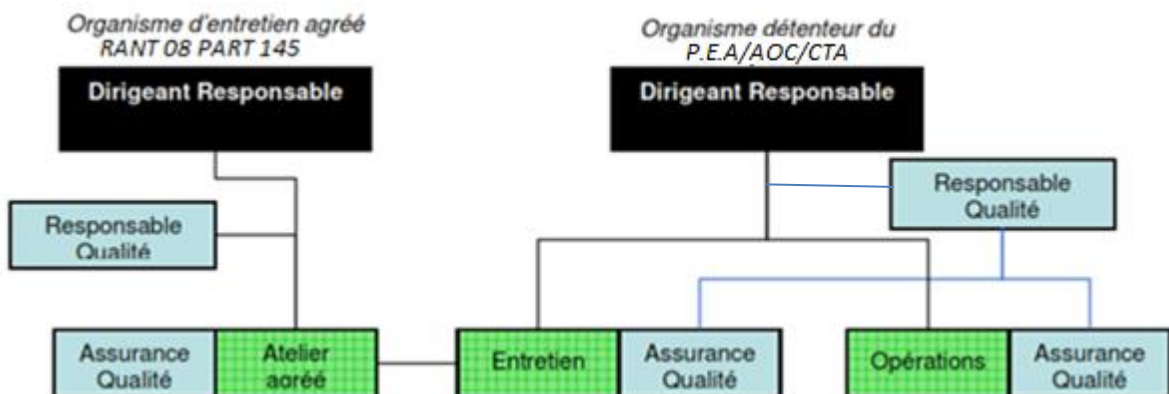 Organisme d'entretien agréé
RANT 08 PART 145
Dirigeant Responsable
Responsable
Qualité
Assurance
Qualité
Atelier
agréé
Organisme détenteur du
P.E.A/AOC/CTA
Dirigeant Responsable
Responsable
Qualité
Entretien
Assurance
Qualité
Opérations
Assurance
Qualité